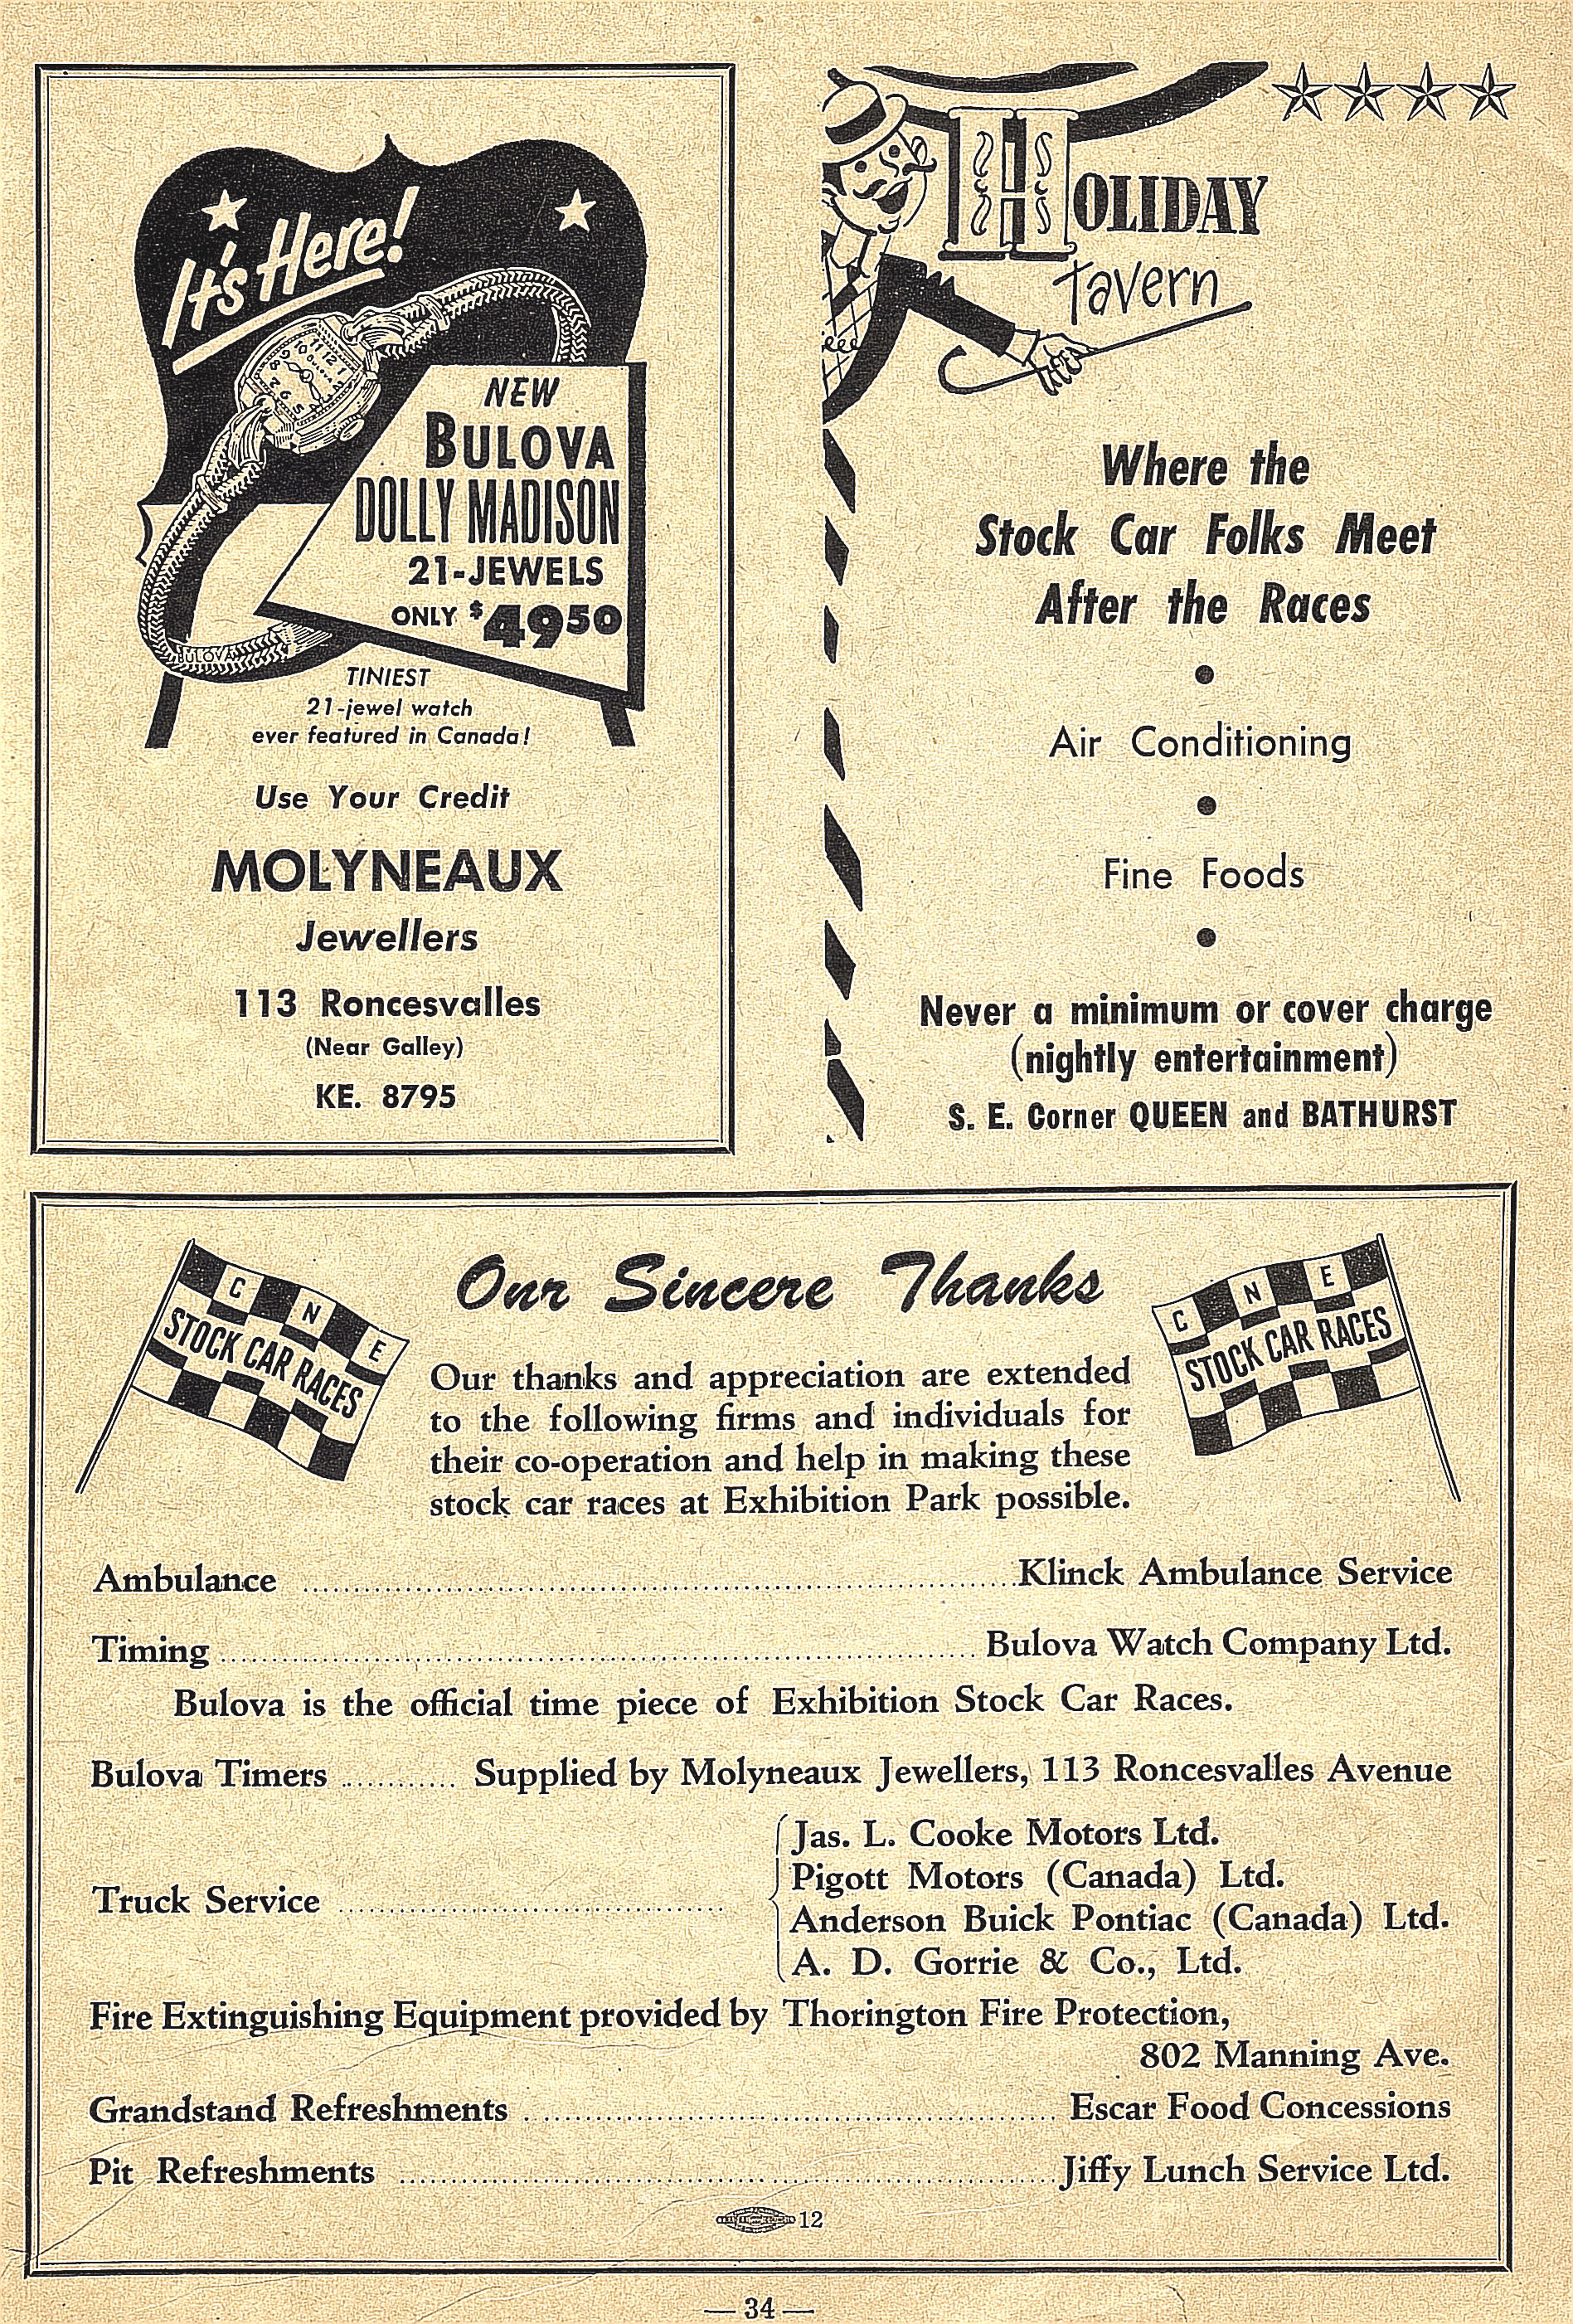 It's Here!
NEW
BULOVA
DOLLY MADISON
21-JEWELS
ONLY $4950
BULOVA
TINIEST
21-jewel watch
ever featured in Canada!
Use Your Credit
MOLYNEAUX
Jewellers
113 Roncesvalles
(Near Galley)
KE. 8795
HOLIDAY
Tavern
Where the
Stock Car Folks Meet
After the Races
Air Conditioning
Fine Foods
Never a minimum or cover charge
(nightly entertainment)
S. E. Corner QUEEN and BATHURST
C N E
STOCK CAR RACES
Our Sincere Thanks
C N E
STOCK CAR RACES
Our thanks and appreciation are extended
to the following firms and individuals for
their co-operation and help in making these
stock car races at Exhibition Park possible.
Ambulance ........ Klinck Ambulance Service
Timing ........ Bulova Watch Company Ltd.
Bulova is the official time piece of Exhibition Stock Car Races.
Bulova Timers ........ Supplied by Molyneaux Jewellers, 113 Roncesvalles Avenue
Truck Service ........
Jas. L. Cooke Motors Ltd.
Pigott Motors (Canada) Ltd.
Anderson Buick Pontiac (Canada) Ltd.
A. D. Gorrie & Co., Ltd.
Fire Extinguishing Equipment provided by Thorington Fire Protection,
802 Manning Ave.
Grandstand Refreshments ........ Escar Food Concessions
Pit Refreshments ........ Jiffy Lunch Service Ltd.
12
— 34 —